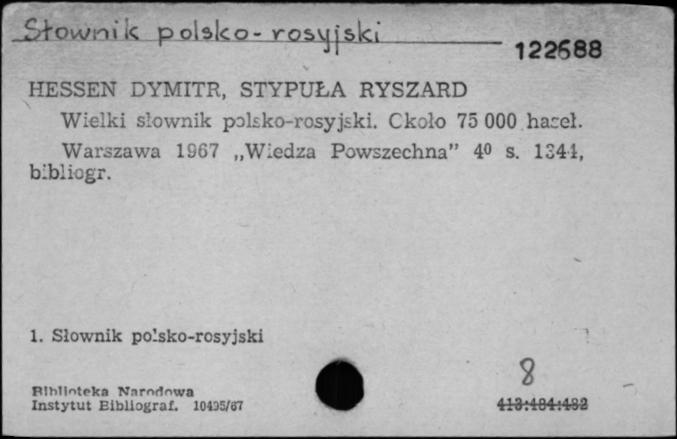 Słownik polsko-rosyjski
122688
HESSEN DYMITR, STYPUŁA RYSZARD
Wielki słownik polsko-rosyjski. Około 75 000 haseł.
Warszawa 1967 „Wiedza Powszechna” 4⁰ s. 1344,
bibliogr.
1. Słownik polsko-rosyjski
8
Biblioteka Narodowa
Instytut Bibliograf. 10495/67
413:484:482